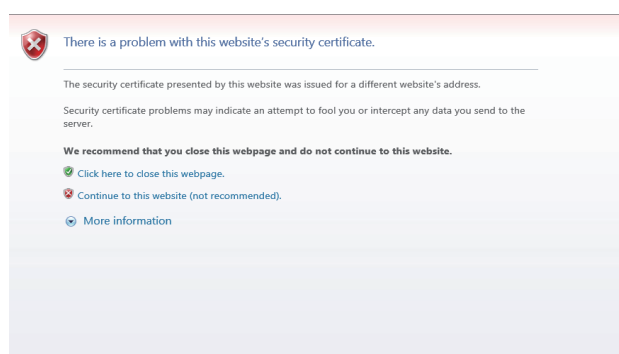 There is a problem with this website's security certificate.
The security certificate presented by this website was issued for a different website's address.
Security certificate problems may indicate an attempt to fool you or intercept any data you send to the
server.
We recommend that you close this webpage and do not continue to this website.
Click here to close this webpage.
Continue to this website (not recommended).
More information